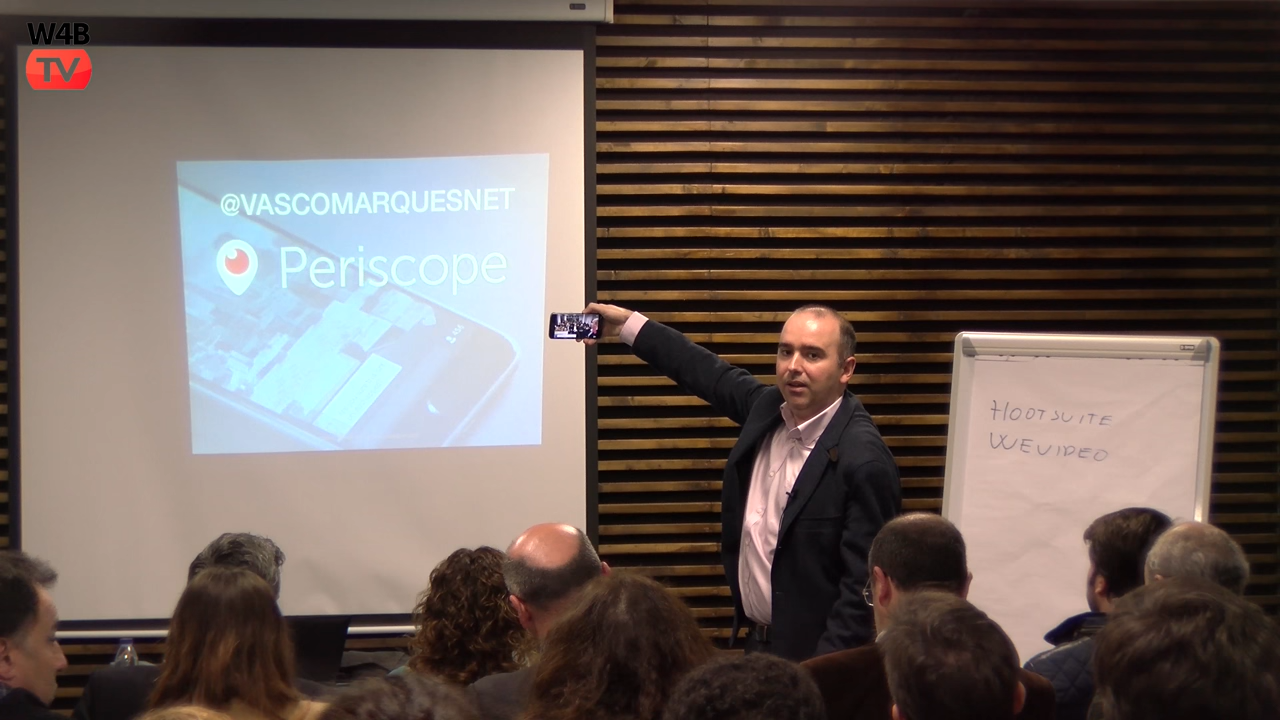 W4B
TV
@VASCOMARQUESNET
Periscope
HOOTSUITE
WEVIDEO